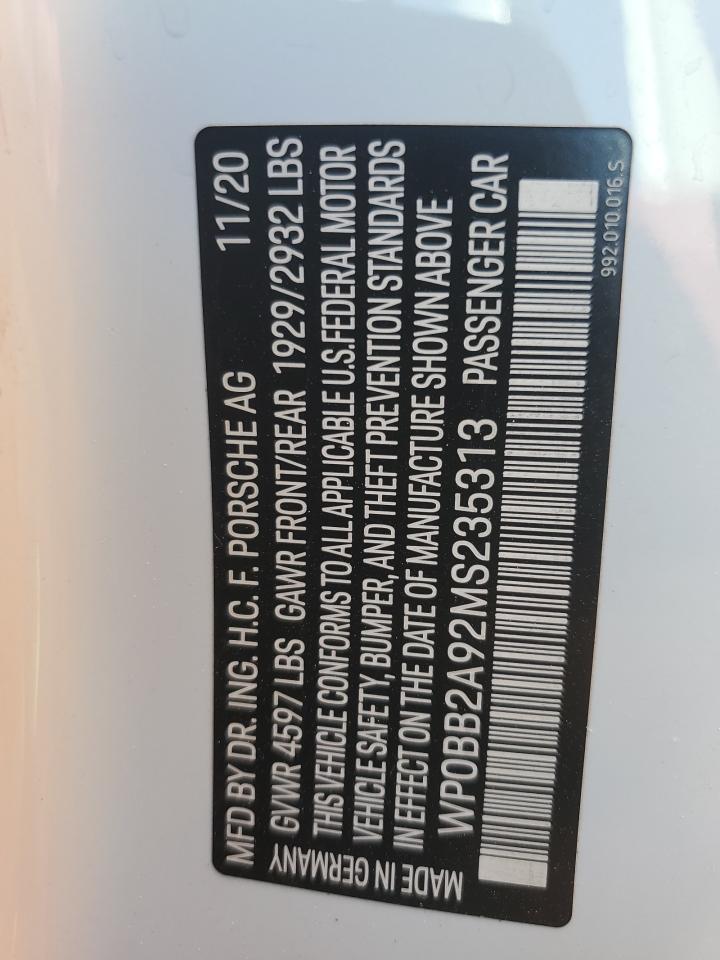 MFD BY DR. ING. H.C. F. PORSCHE AG 11/20
GVWR 4597 LBS GAWR FRONT/REAR 1929/2932 LBS
THIS VEHICLE CONFORMS TO ALL APPLICABLE U.S.FEDERAL MOTOR
VEHICLE SAFETY, BUMPER, AND THEFT PREVENTION STANDARDS
IN EFFECT ON THE DATE OF MANUFACTURE SHOWN ABOVE
WP0BB2A92MS235313 PASSENGER CAR
MADE IN GERMANY
992.010.016.S